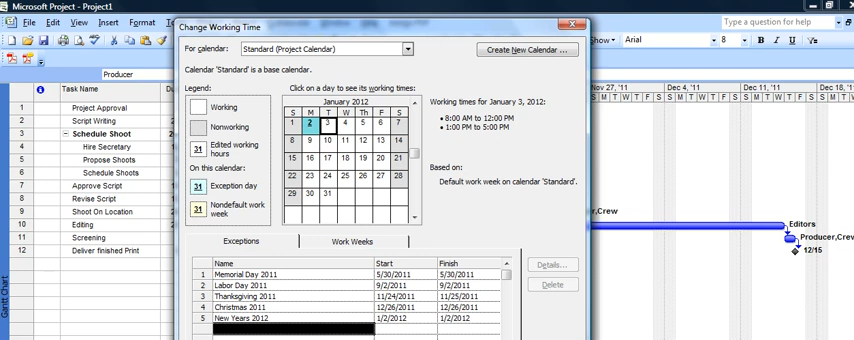 Microsoft Project - Project1
File Edit View Insert Format T
Type a question for help
Show Arial 8 B I U
Producer
Change Working Time
For calendar: Standard (Project Calendar) Create New Calendar ...
Calendar 'Standard' is a base calendar.
Legend:
Working
Nonworking
31 Edited working hours
On this calendar:
31 Exception day
31 Nondefault work week
Click on a day to see its working times:
January 2012
S M T W Th F S
1 2 3 4 5 6 7
8 9 10 11 12 13 14
15 16 17 18 19 20 21
22 23 24 25 26 27 28
29 30 31
Working times for January 3, 2012:
• 8:00 AM to 12:00 PM
• 1:00 PM to 5:00 PM
Based on:
Default work week on calendar 'Standard'.
Exceptions Work Weeks
Name Start Finish
1 Memorial Day 2011 5/30/2011 5/30/2011
2 Labor Day 2011 9/2/2011 9/2/2011
3 Thanksgiving 2011 11/24/2011 11/25/2011
4 Christmas 2011 12/26/2011 12/26/2011
5 New Years 2012 1/2/2012 1/2/2012
Details...
Delete
Task Name Du
1 Project Approval
2 Script Writing
3 Schedule Shoot
4 Hire Secretary
5 Propose Shoots
6 Schedule Shoots
7 Approve Script
8 Revise Script
9 Shoot On Location
10 Editing
11 Screening
12 Deliver finished Print
Gantt Chart
Nov 27, '11 Dec 4, '11 Dec 11, '11 Dec 18, '1
S M T W T F S S M T W T F S S M T W T F S S M T W
r,Crew
Editors
Producer,Crew
12/15